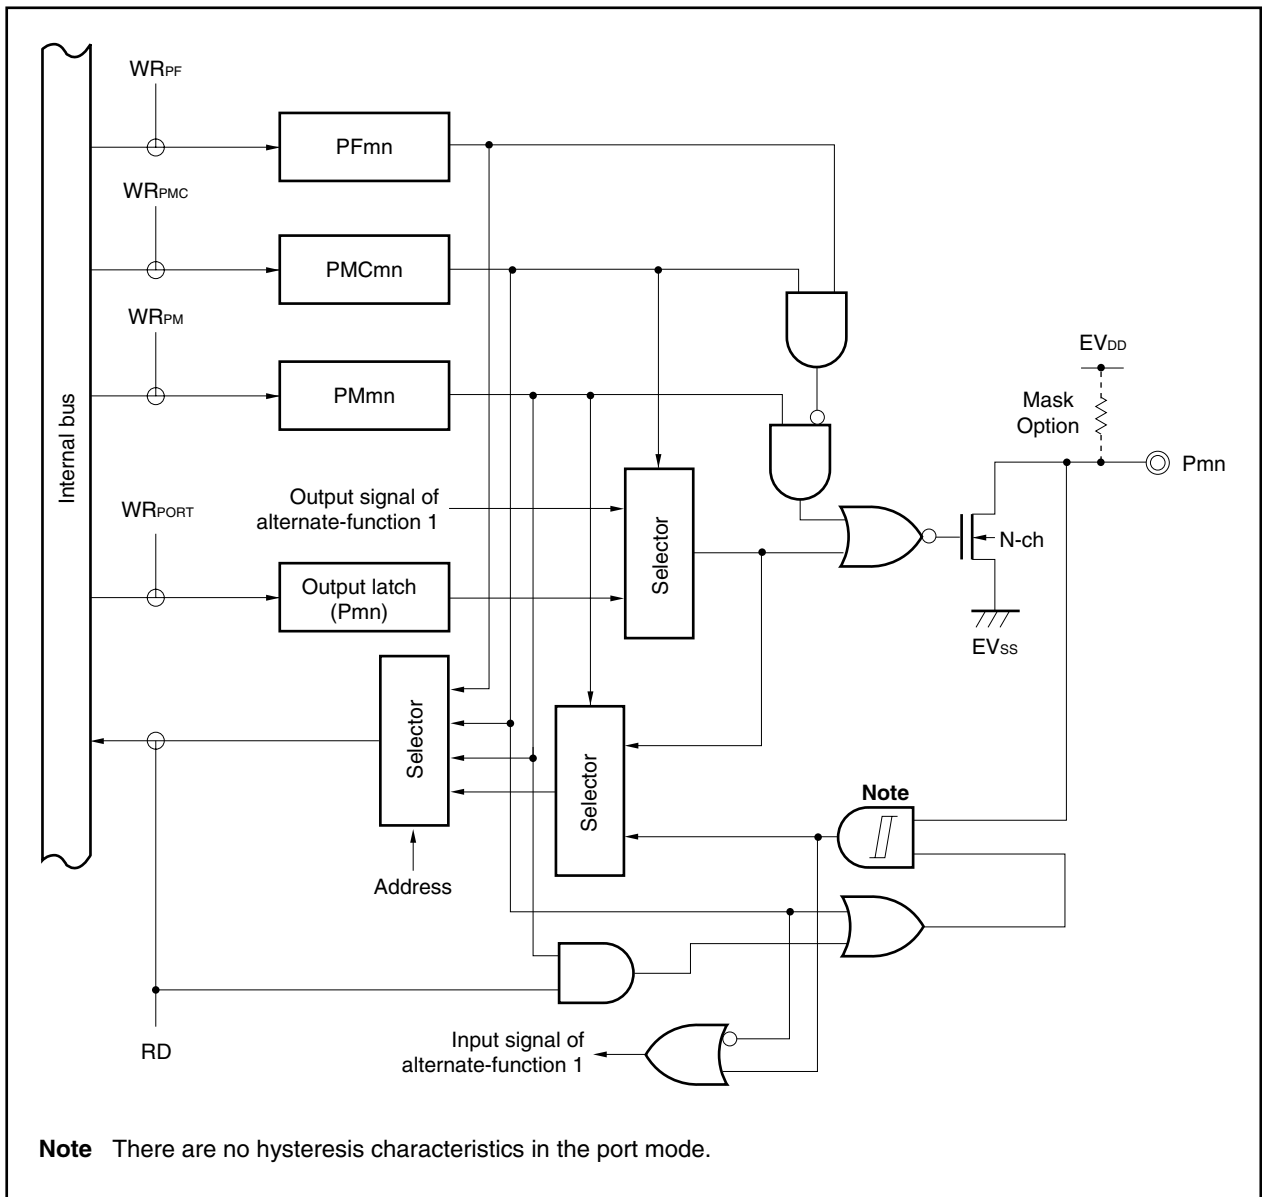 WRPF
PFmn
WRPMC
PMCmn
WRPM
PMmn
EVDD
Mask
Option
Pmn
Internal bus
Output signal of
alternate-function 1
WRPORT
Output latch
(Pmn)
Selector
N-ch
EVSS
Selector
Selector
Note
Address
RD
Input signal of
alternate-function 1
Note There are no hysteresis characteristics in the port mode.